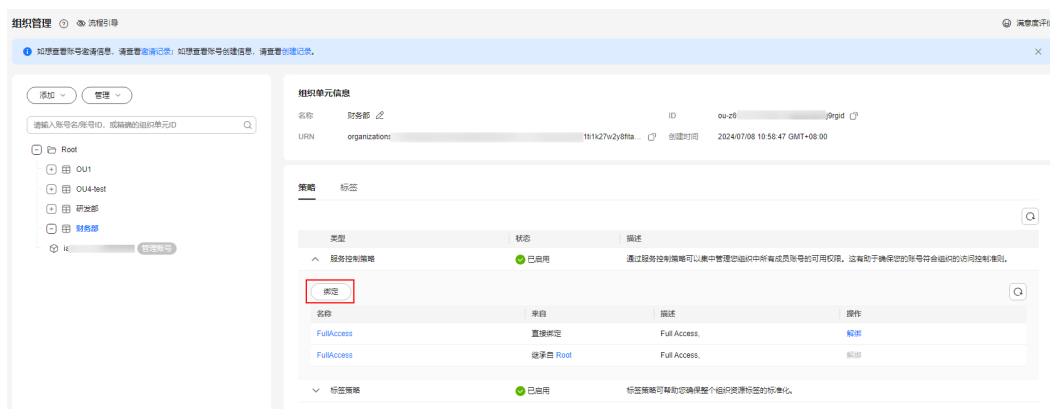 组织管理 流程引导 满意度评
如想查看账号邀请信息，请查看邀请记录；如想查看账号创建信息，请查看创建记录。
添加 管理
请输入账号名/账号ID，或精确的组织单元ID
Root
OU1
OU4-test
研发部
财务部
管理账号
组织单元信息
名称 财务部 ID ou-z6 j9rgid
URN organizations 1ti1k27w2y8fita... 创建时间 2024/07/08 10:58:47 GMT+08:00
策略 标签
类型 状态 描述
服务控制策略 已启用 通过服务控制策略可以集中管理您组织中所有成员账号的可用权限。这有助于确保您的账号符合组织的访问控制准则。
绑定
名称 来自 描述 操作
FullAccess 直接绑定 Full Access, 解绑
FullAccess 继承自 Root Full Access, 解绑
标签策略 已启用 标签策略可帮助您确保整个组织资源标签的标准化。